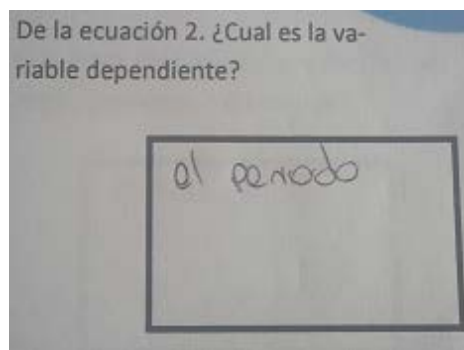 De la ecuación 2. ¿Cual es la va-
riable dependiente?
el periodo